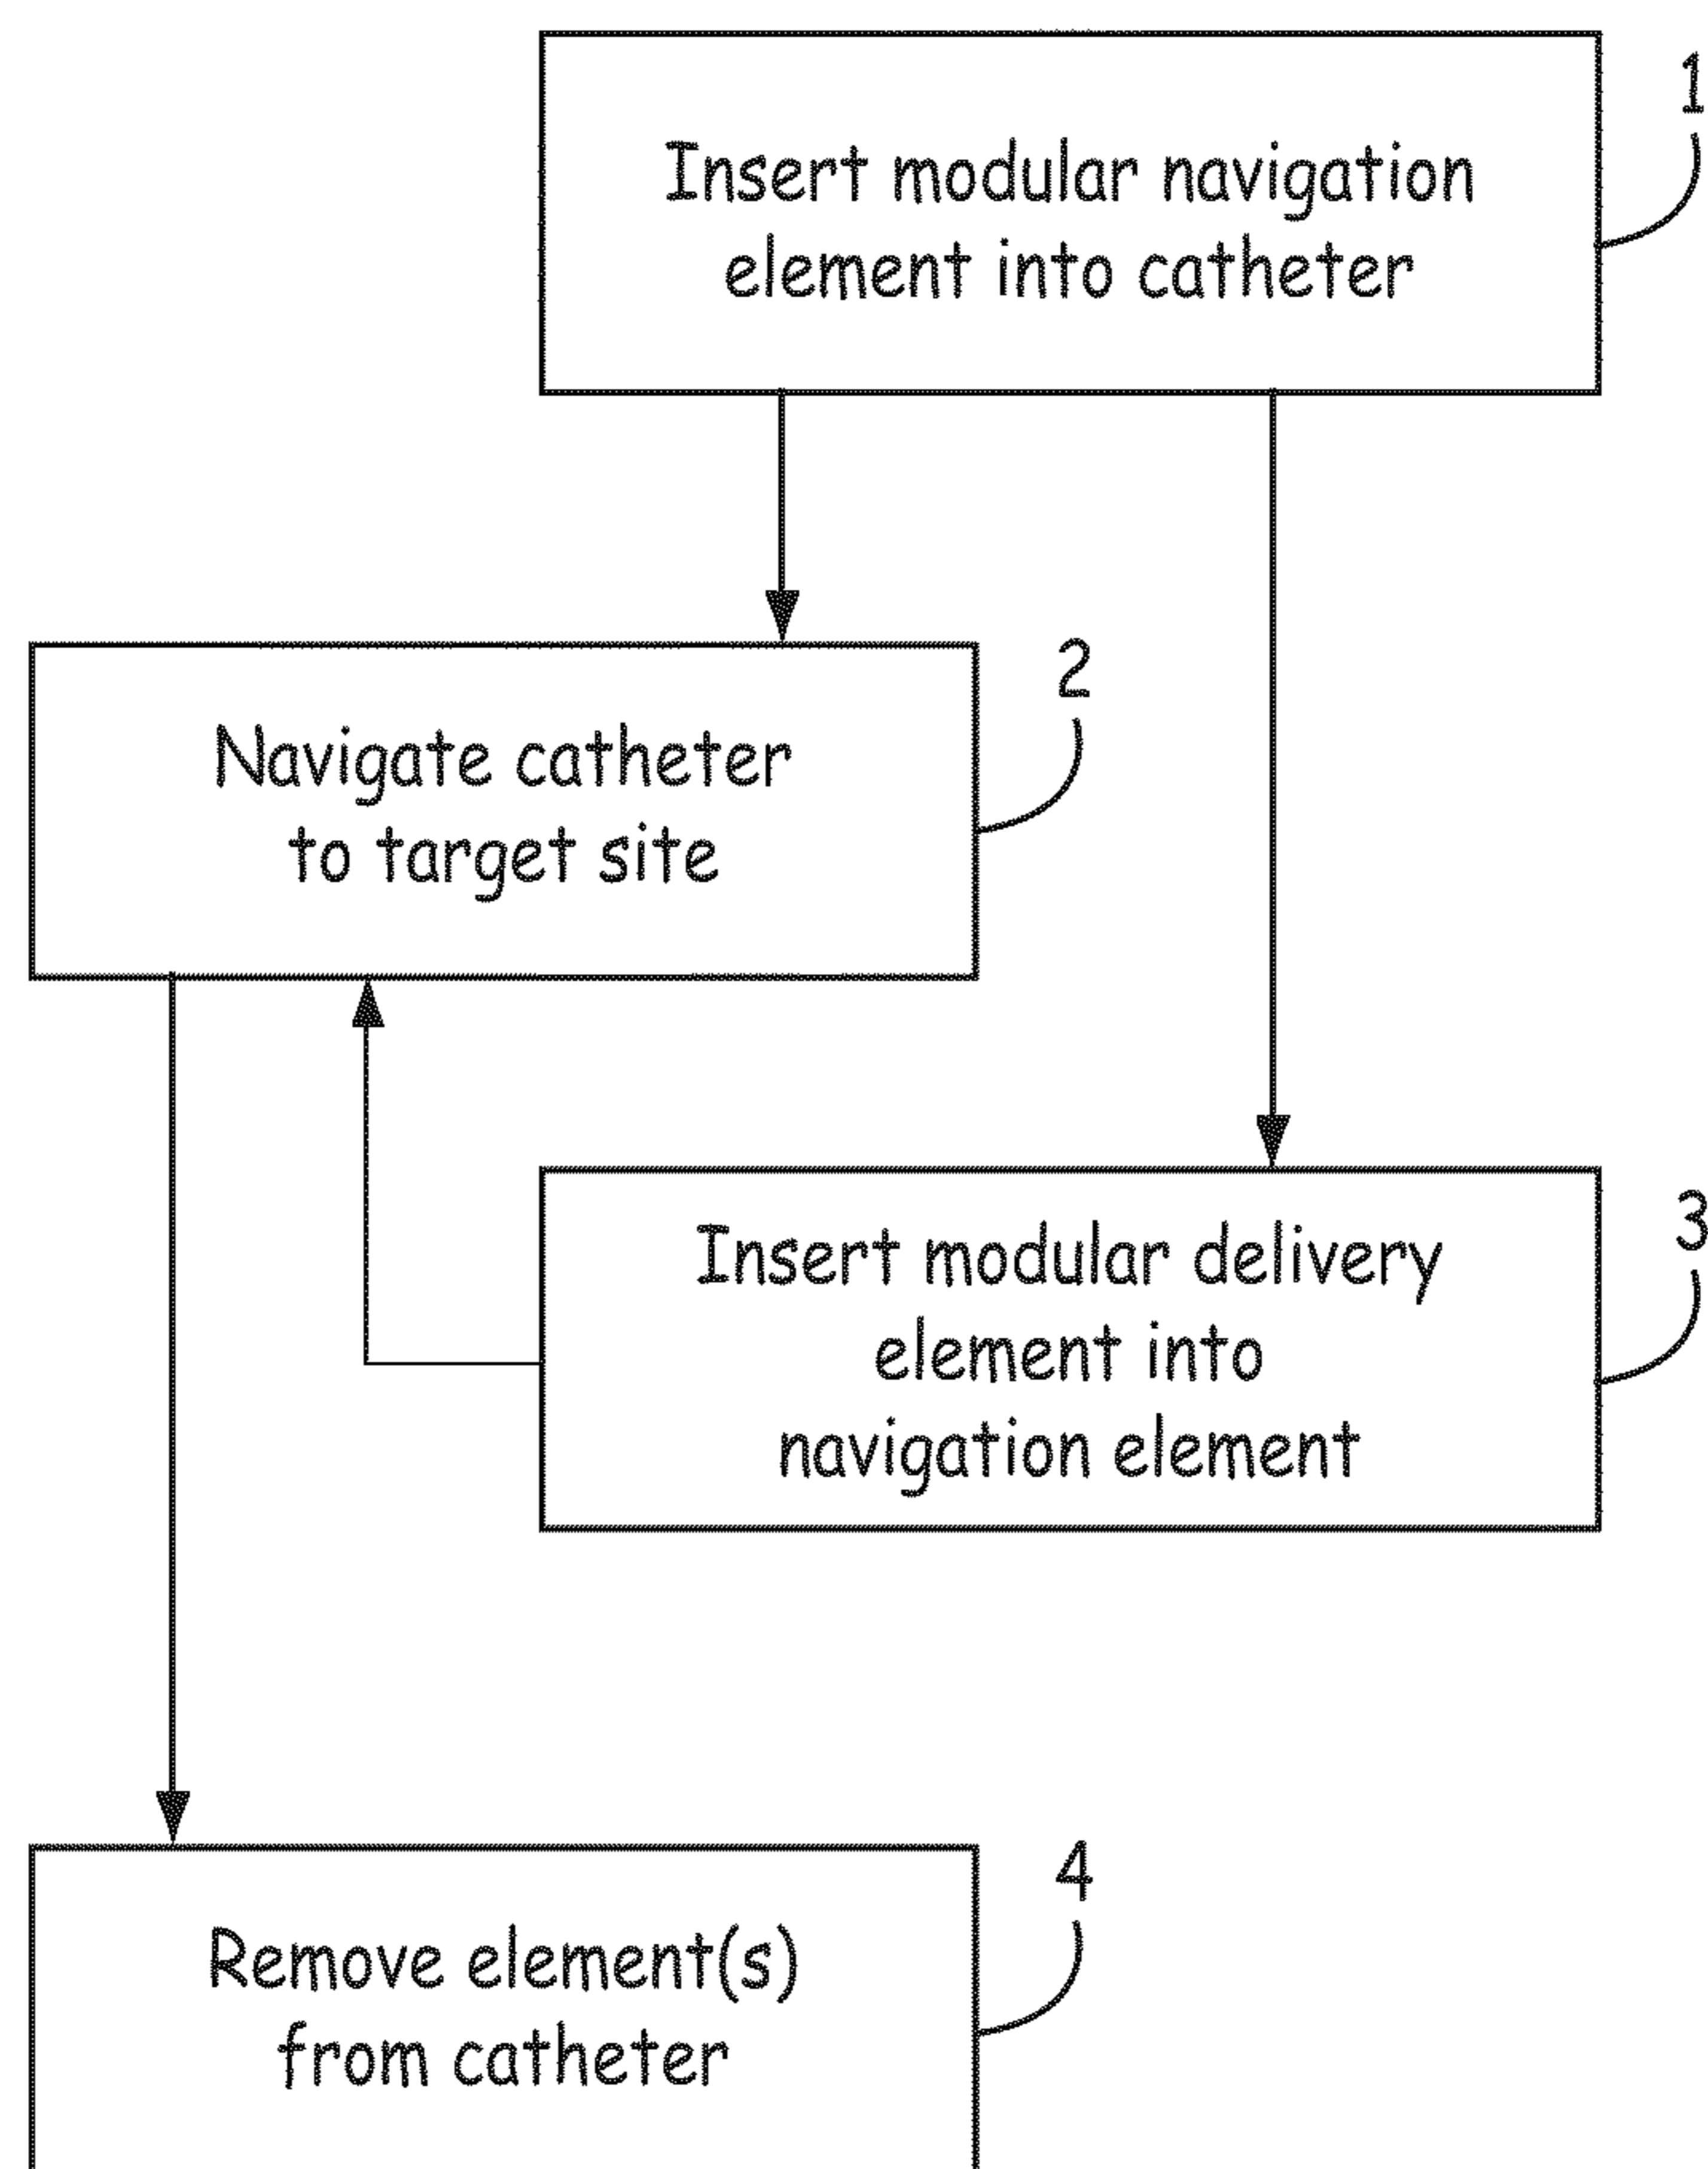 1
Insert modular navigation
element into catheter
2
Navigate catheter
to target site
3
Insert modular delivery
element into
navigation element
4
Remove element(s)
from catheter